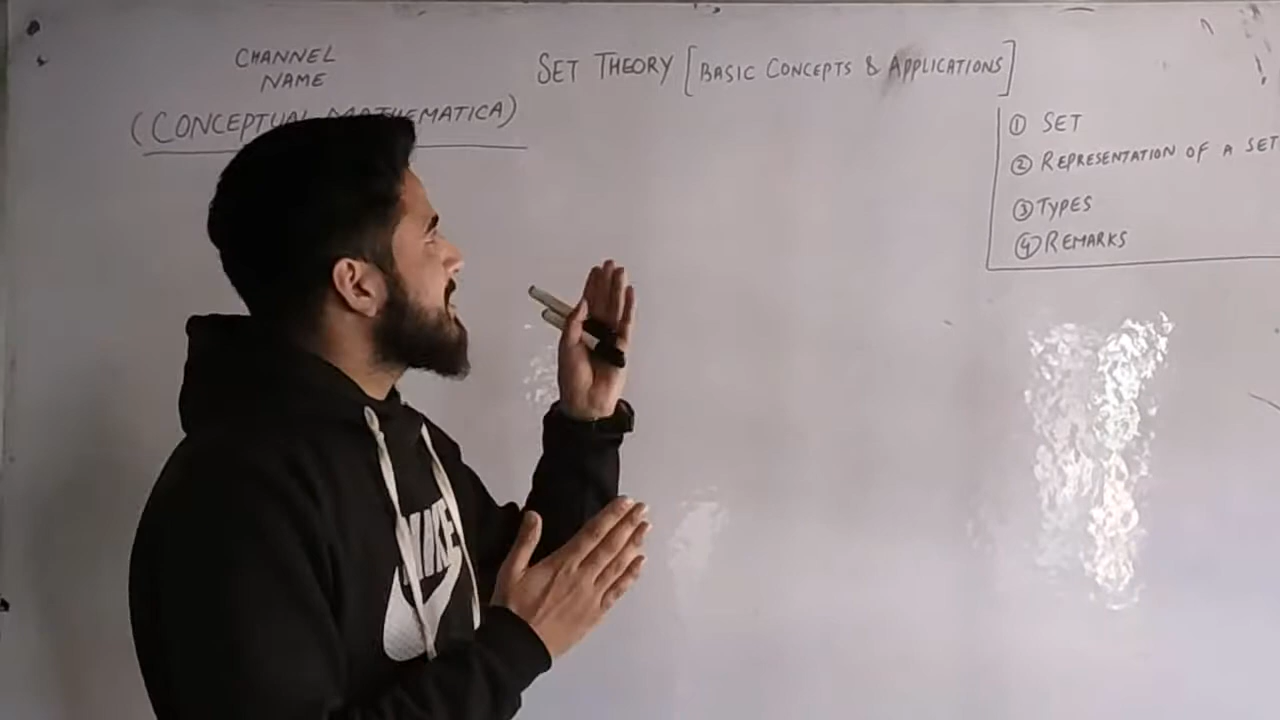 CHANNEL
NAME
(CONCEPTUAL MATHEMATICA)
SET THEORY [BASIC CONCEPTS & APPLICATIONS]
① SET
② REPRESENTATION OF A SET
③ TYPES
④ REMARKS
NIKE